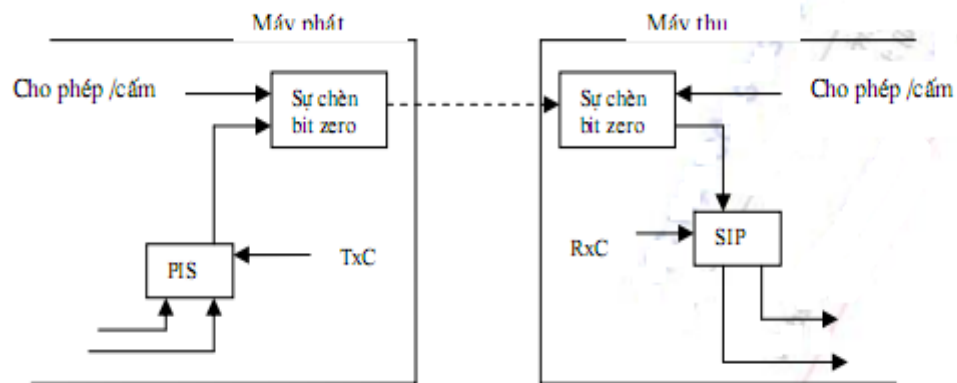 Máy phát
Máy thu
Cho phép /cấm
Sự chèn
bit zero
Sự chèn
bit zero
Cho phép /cấm
PIS
TxC
RxC
SIP